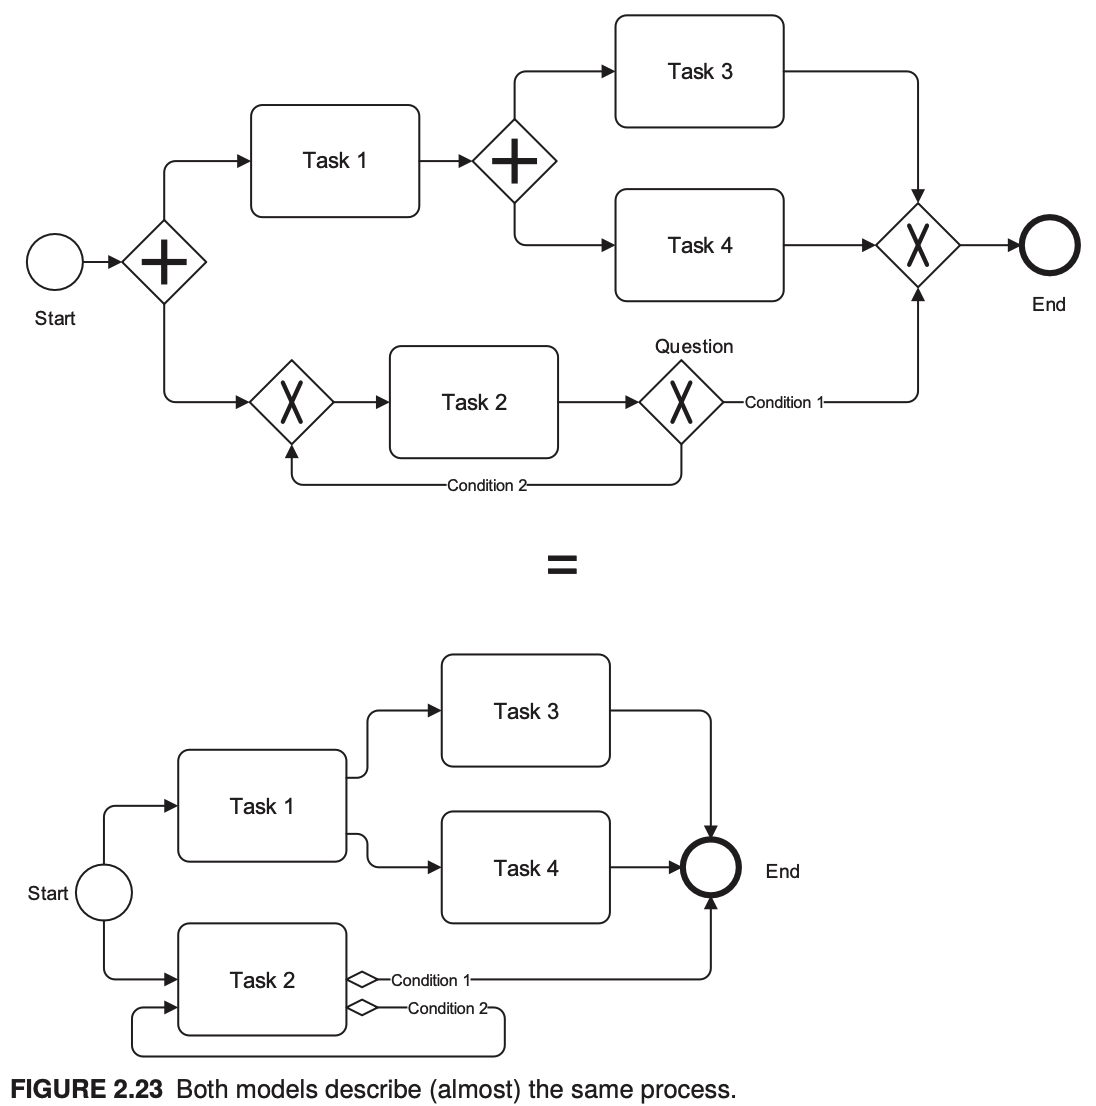 Task 3
Task 1
Task 4
Start
End
Question
Task 2
Condition 1
Condition 2
=
Task 3
Task 1
Task 4
End
Start
Task 2
Condition 1
Condition 2
FIGURE 2.23 Both models describe (almost) the same process.